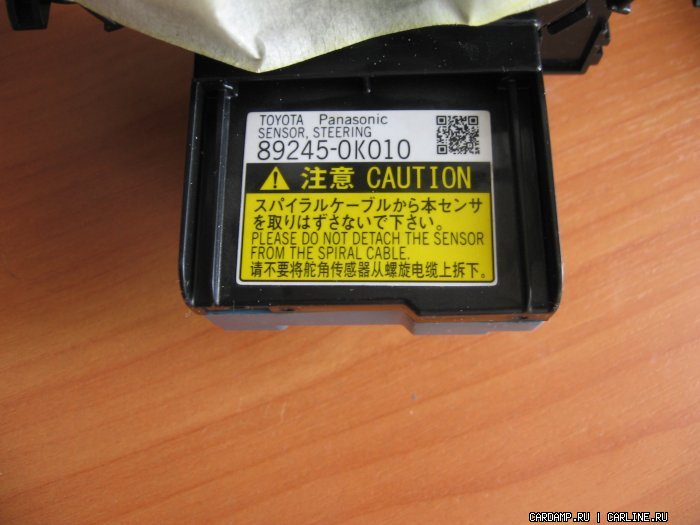 TOYOTA Panasonic
SENSOR, STEERING
89245-0K010
注意 CAUTION
スパイラルケーブルから本センサ
を取りはずさないで下さい。
PLEASE DO NOT DETACH THE SENSOR
FROM THE SPIRAL CABLE.
请不要将舵角传感器从螺旋电缆上拆下。
CARDAMP.RU | CARLINE.RU